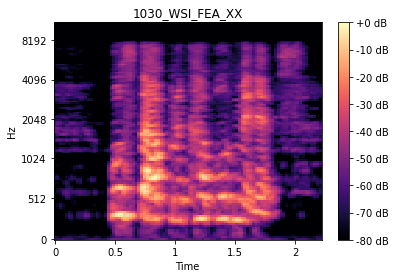 1030_WSI_FEA_XX
+0 dB
8192
-10 dB
4096
-20 dB
-30 dB
2048
Hz
-40 dB
1024
-50 dB
512
-60 dB
-70 dB
0
-80 dB
0
0.5
1
1.5
2
Time